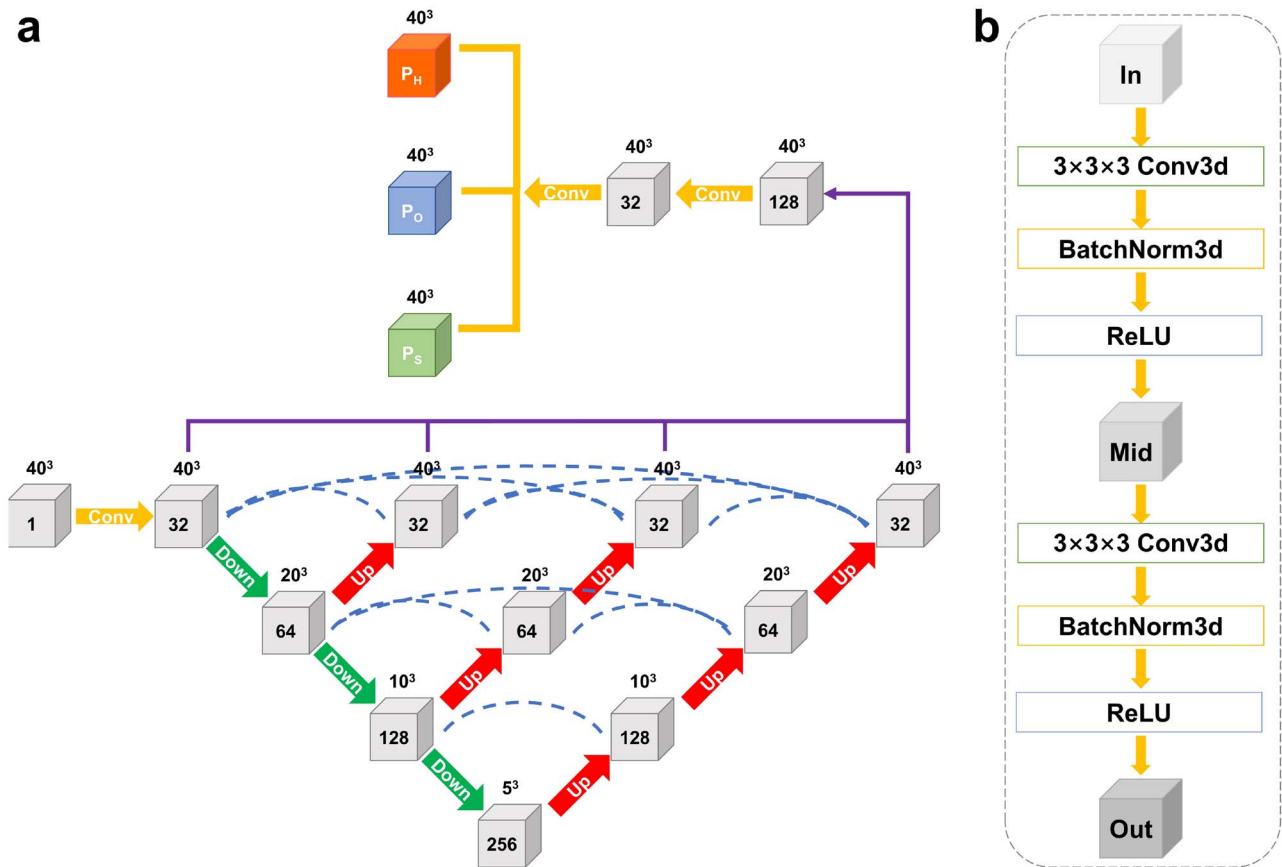 a
40³
P_H
40³
P_O
40³
P_S
Conv
40³
32
Conv
40³
128
40³
1
Conv
40³
32
40³
32
40³
32
40³
32
Down
Up
Up
Up
20³
64
20³
64
20³
64
Down
Up
Up
10³
128
10³
128
Down
Up
5³
256
b
In
3×3×3 Conv3d
BatchNorm3d
ReLU
Mid
3×3×3 Conv3d
BatchNorm3d
ReLU
Out